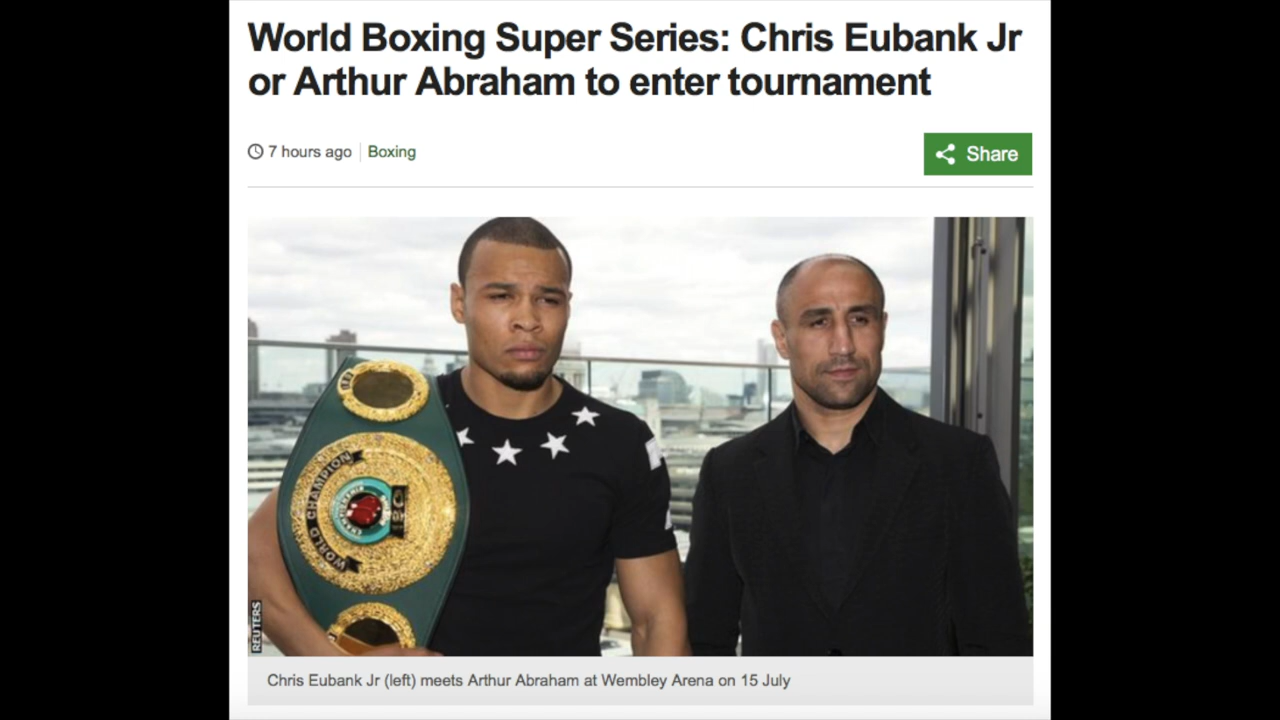 World Boxing Super Series: Chris Eubank Jr
or Arthur Abraham to enter tournament
7 hours ago
Boxing
Share
WORLD CHAMPION
REUTERS
Chris Eubank Jr (left) meets Arthur Abraham at Wembley Arena on 15 July